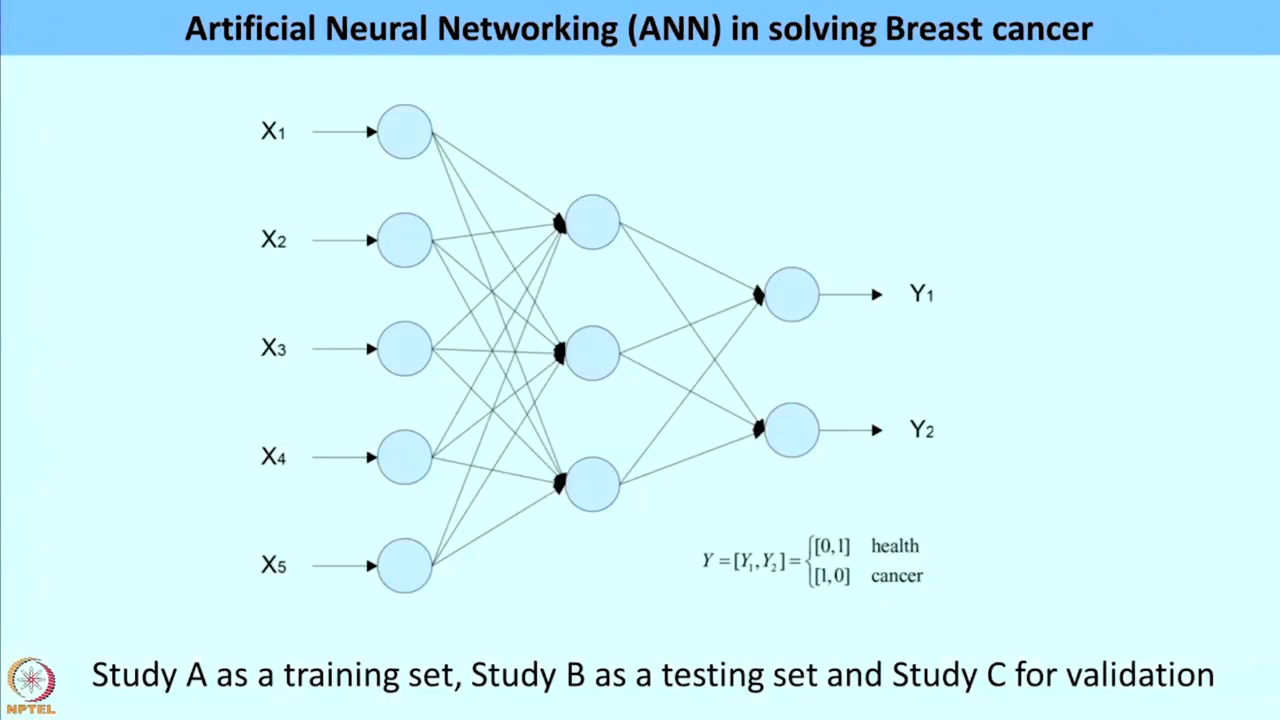 Artificial Neural Networking (ANN) in solving Breast cancer
X1
X2
X3
X4
X5
Y1
Y2
Y = [Y1, Y2] = { [0,1] health
[1,0] cancer
Study A as a training set, Study B as a testing set and Study C for validation
NPTEL